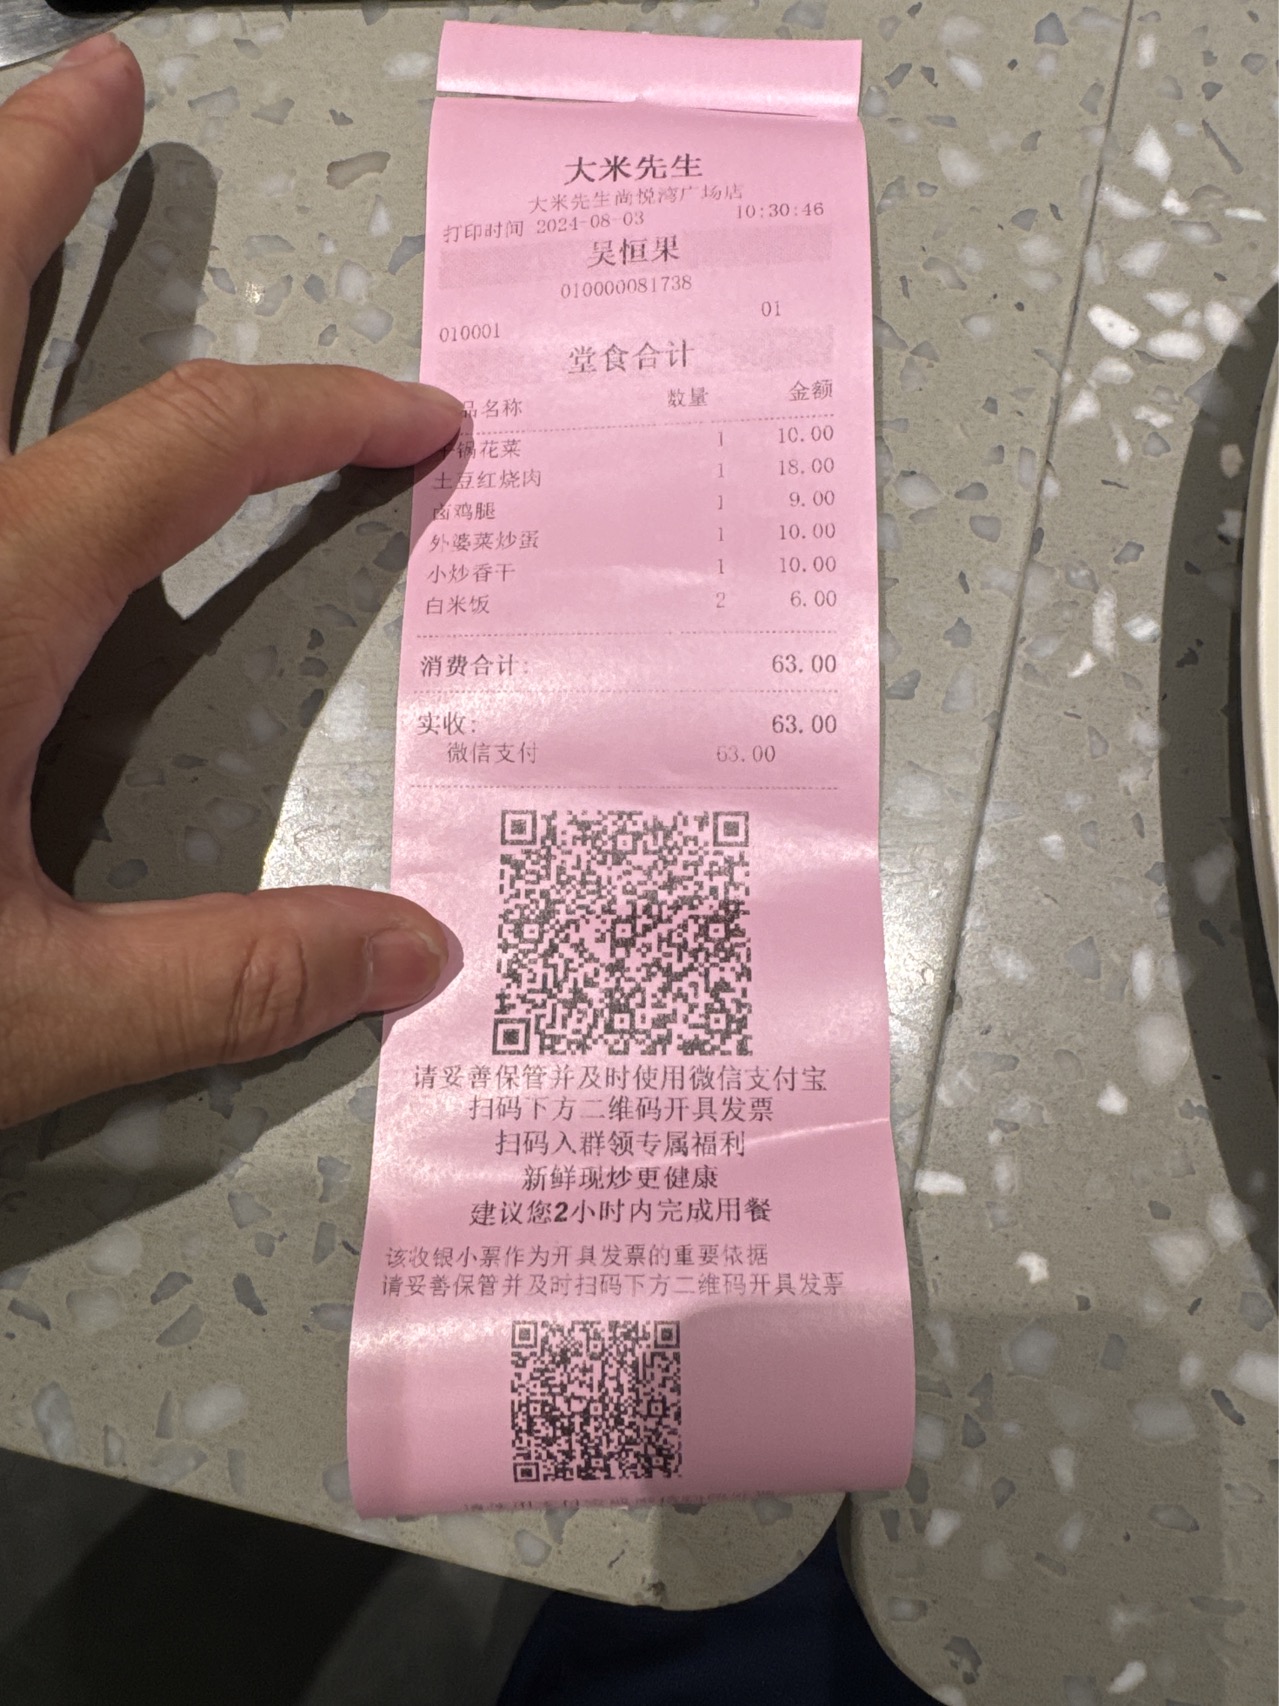 大米先生
大米先生尚悦湾广场店
打印时间 2024-08-03 10:30:46
吴恒果
010000081738
01
010001
堂食合计
品名称 数量 金额
锅花菜 1 10.00
土豆红烧肉 1 18.00
卤鸡腿 1 9.00
外婆菜炒蛋 1 10.00
小炒香干 1 10.00
白米饭 2 6.00
消费合计: 63.00
实收: 63.00
微信支付 63.00
请妥善保管并及时使用微信支付宝
扫码下方二维码开具发票
扫码入群领专属福利
新鲜现炒更健康
建议您2小时内完成用餐
该收银小票作为开具发票的重要依据
请妥善保管并及时扫码下方二维码开具发票